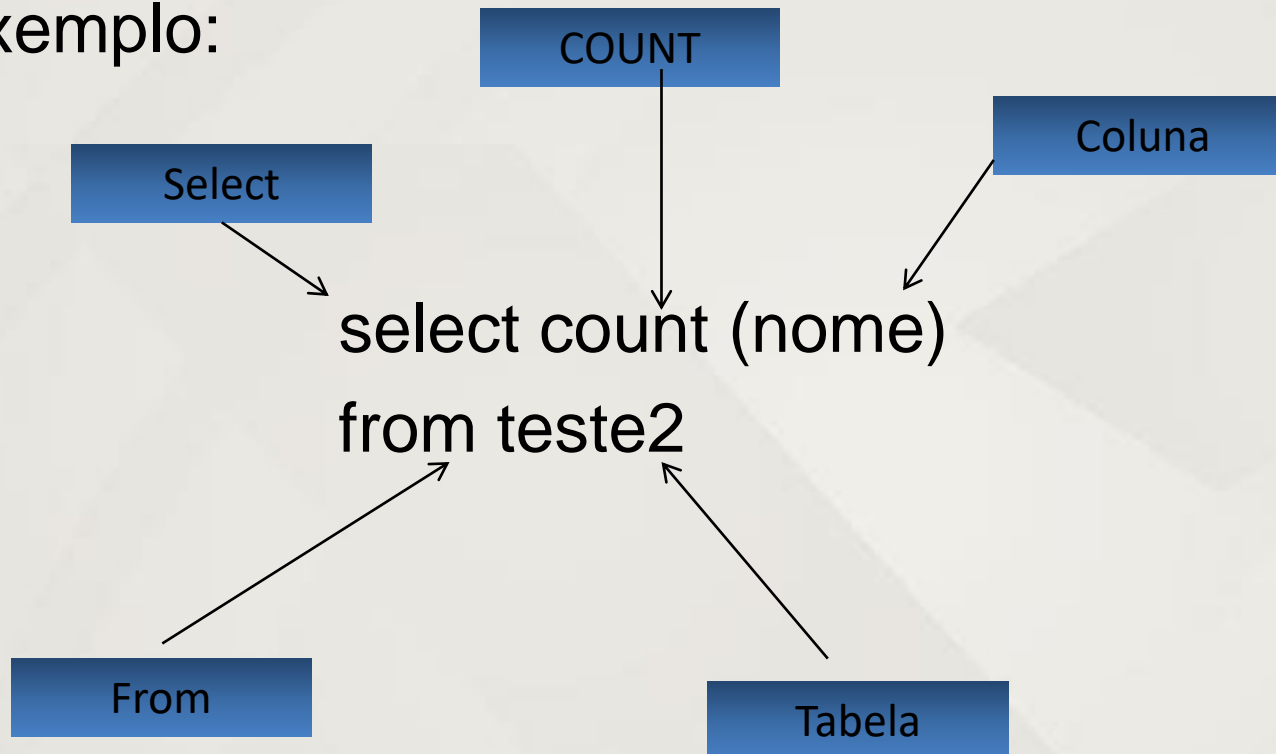 xemplo:
COUNT
Coluna
Select
select count (nome)
from teste2
From
Tabela